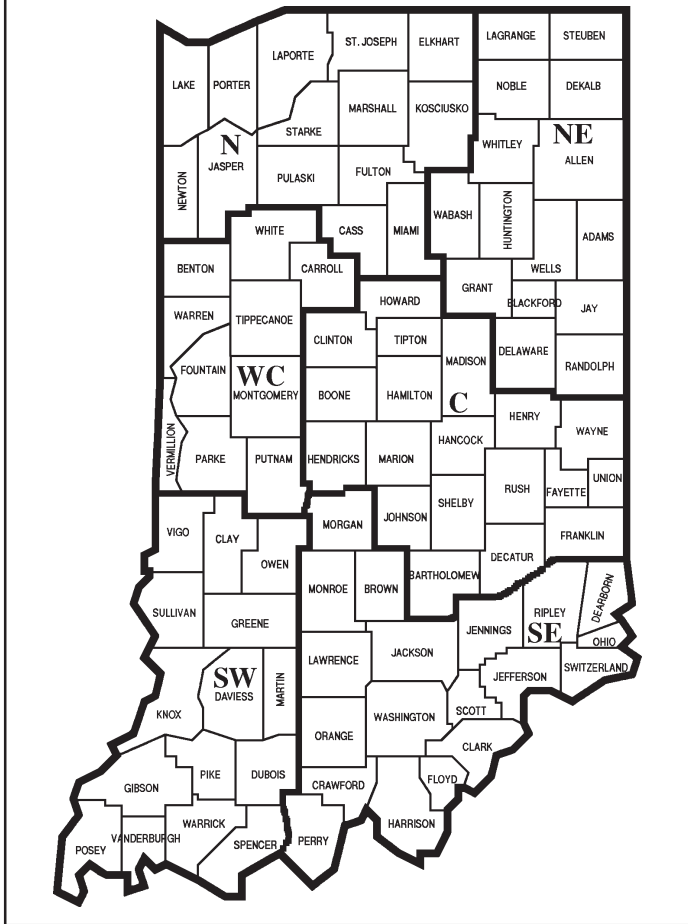 LAGRANGE
STEUBEN
ST. JOSEPH
ELKHART
LAPORTE
LAKE
PORTER
NOBLE
DEKALB
MARSHALL
KOSCIUSKO
STARKE
N
JASPER
NE
ALLEN
WHITLEY
NEWTON
PULASKI
FULTON
WABASH
HUNTINGTON
WHITE
CASS
MIAMI
ADAMS
BENTON
CARROLL
WELLS
GRANT
HOWARD
BLACKFORD
JAY
WARREN
TIPPECANOE
CLINTON
TIPTON
MADISON
DELAWARE
RANDOLPH
FOUNTAIN
WC
MONTGOMERY
BOONE
HAMILTON
C
HENRY
WAYNE
VERMILLION
PARKE
PUTNAM
HENDRICKS
MARION
HANCOCK
RUSH
FAYETTE
UNION
SHELBY
JOHNSON
MORGAN
VIGO
CLAY
FRANKLIN
DECATUR
OWEN
BARTHOLOMEW
MONROE
BROWN
DEARBORN
SULLIVAN
GREENE
RIPLEY
SE
JENNINGS
OHIO
JACKSON
LAWRENCE
SWITZERLAND
JEFFERSON
SW
DAVIESS
MARTIN
KNOX
SCOTT
WASHINGTON
ORANGE
CLARK
PIKE
DUBOIS
FLOYD
GIBSON
CRAWFORD
HARRISON
WARRICK
VANDERBURGH
PERRY
SPENCER
POSEY